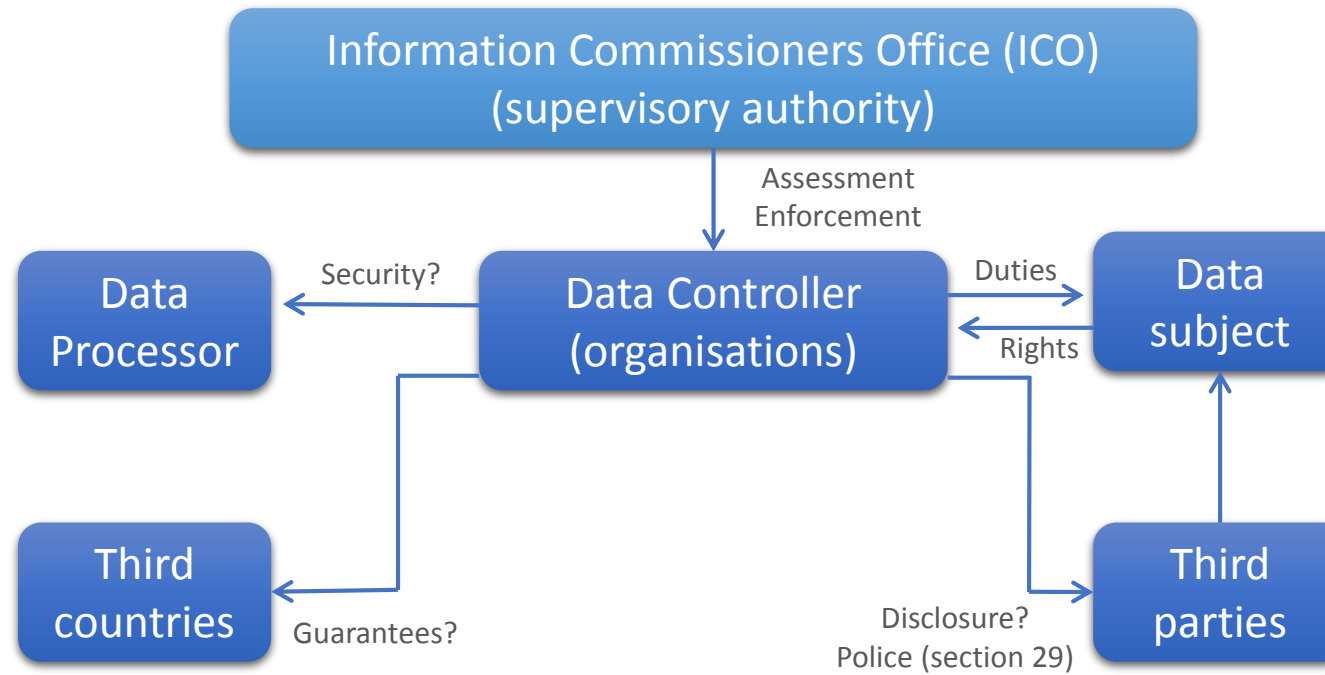 Information Commissioners Office (ICO)
(supervisory authority)
Assessment
Enforcement
Data
Processor
Security?
Data Controller
(organisations)
Duties
Rights
Data
subject
Third
countries
Guarantees?
Disclosure?
Police (section 29)
Third
parties